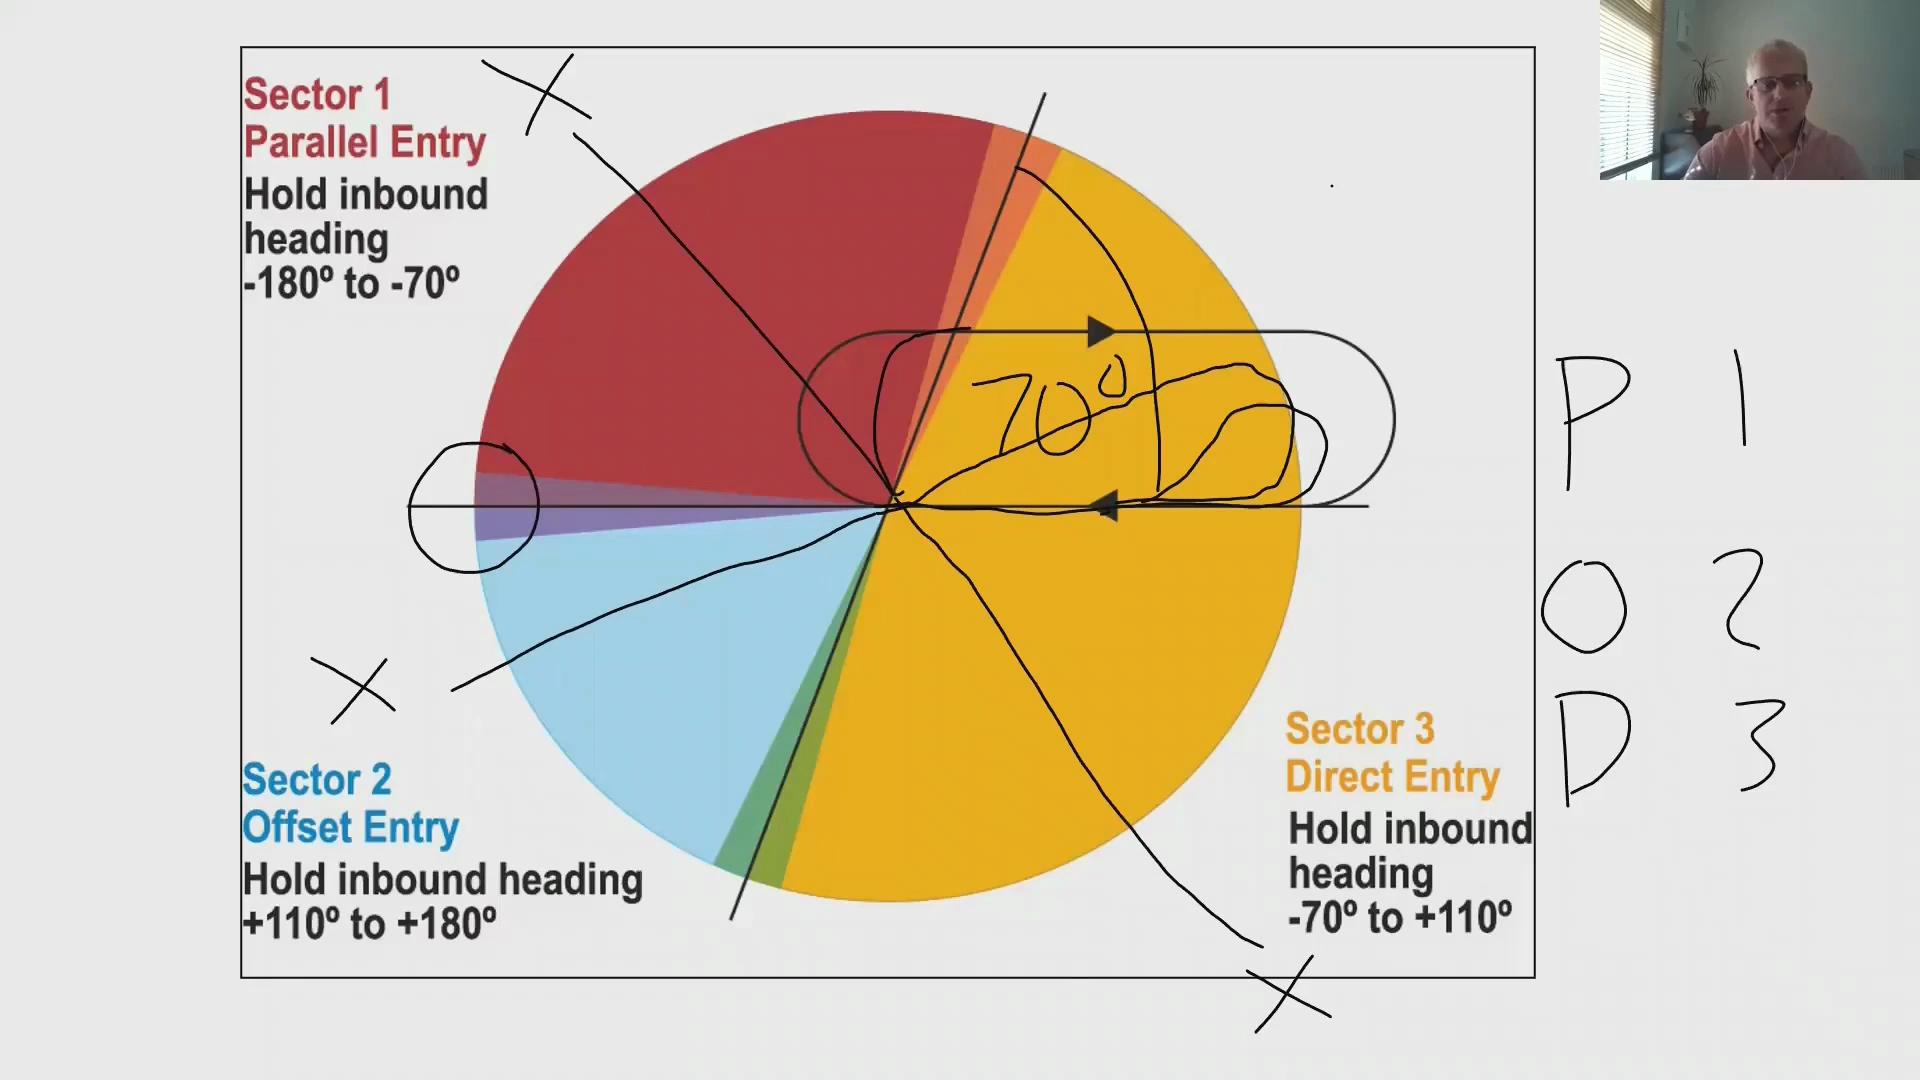 Sector 1
Parallel Entry
Hold inbound
heading
-180º to -70º
70º
P 1
O 2
D 3
Sector 2
Offset Entry
Hold inbound heading
+110º to +180º
Sector 3
Direct Entry
Hold inbound
heading
-70º to +110º